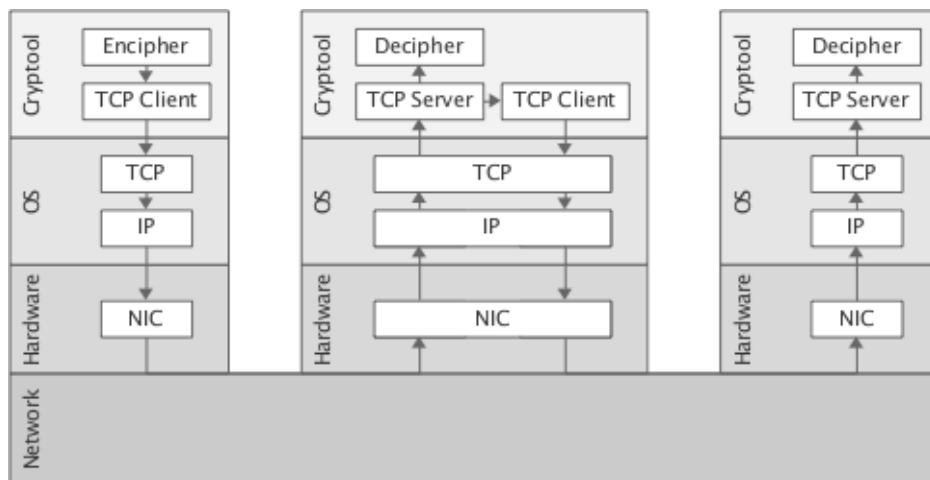 Cryptool
Encipher
TCP Client
OS
TCP
IP
Hardware
NIC
Cryptool
Decipher
TCP Server
TCP Client
OS
TCP
IP
Hardware
NIC
Cryptool
Decipher
TCP Server
OS
TCP
IP
Hardware
NIC
Network